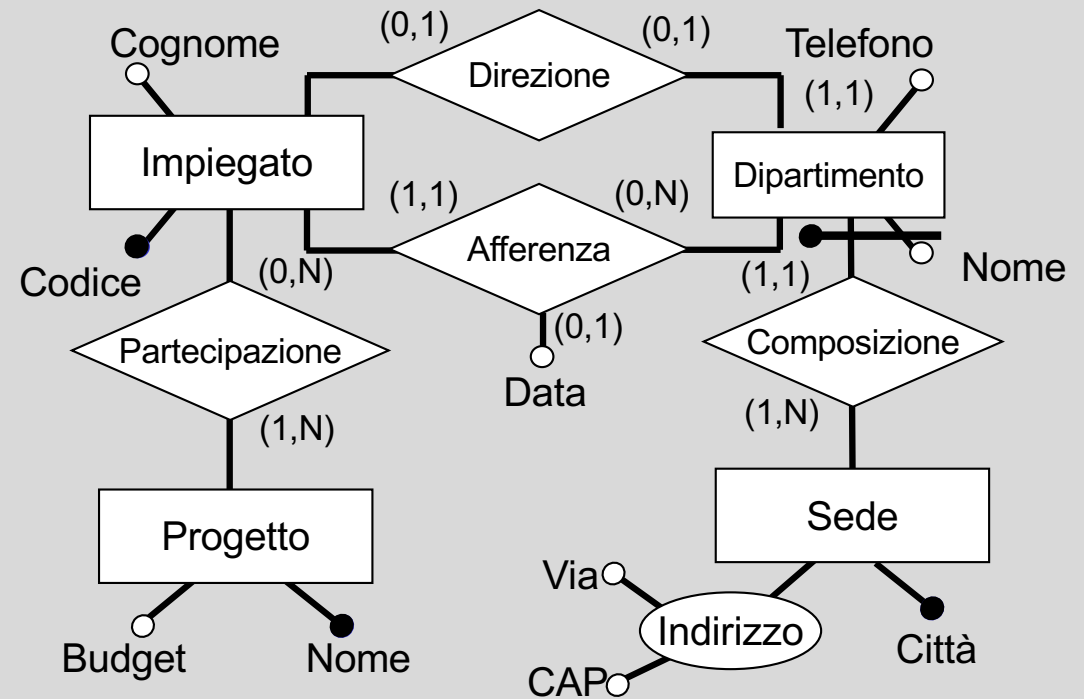 (0,1)
(0,1)
Cognome
Telefono
Direzione
(1,1)
Impiegato
Dipartimento
(1,1)
(0,N)
Afferenza
Codice
(0,N)
(1,1)
Nome
(0,1)
Partecipazione
Composizione
Data
(1,N)
(1,N)
Progetto
Sede
Via
Indirizzo
Città
Budget
Nome
CAP